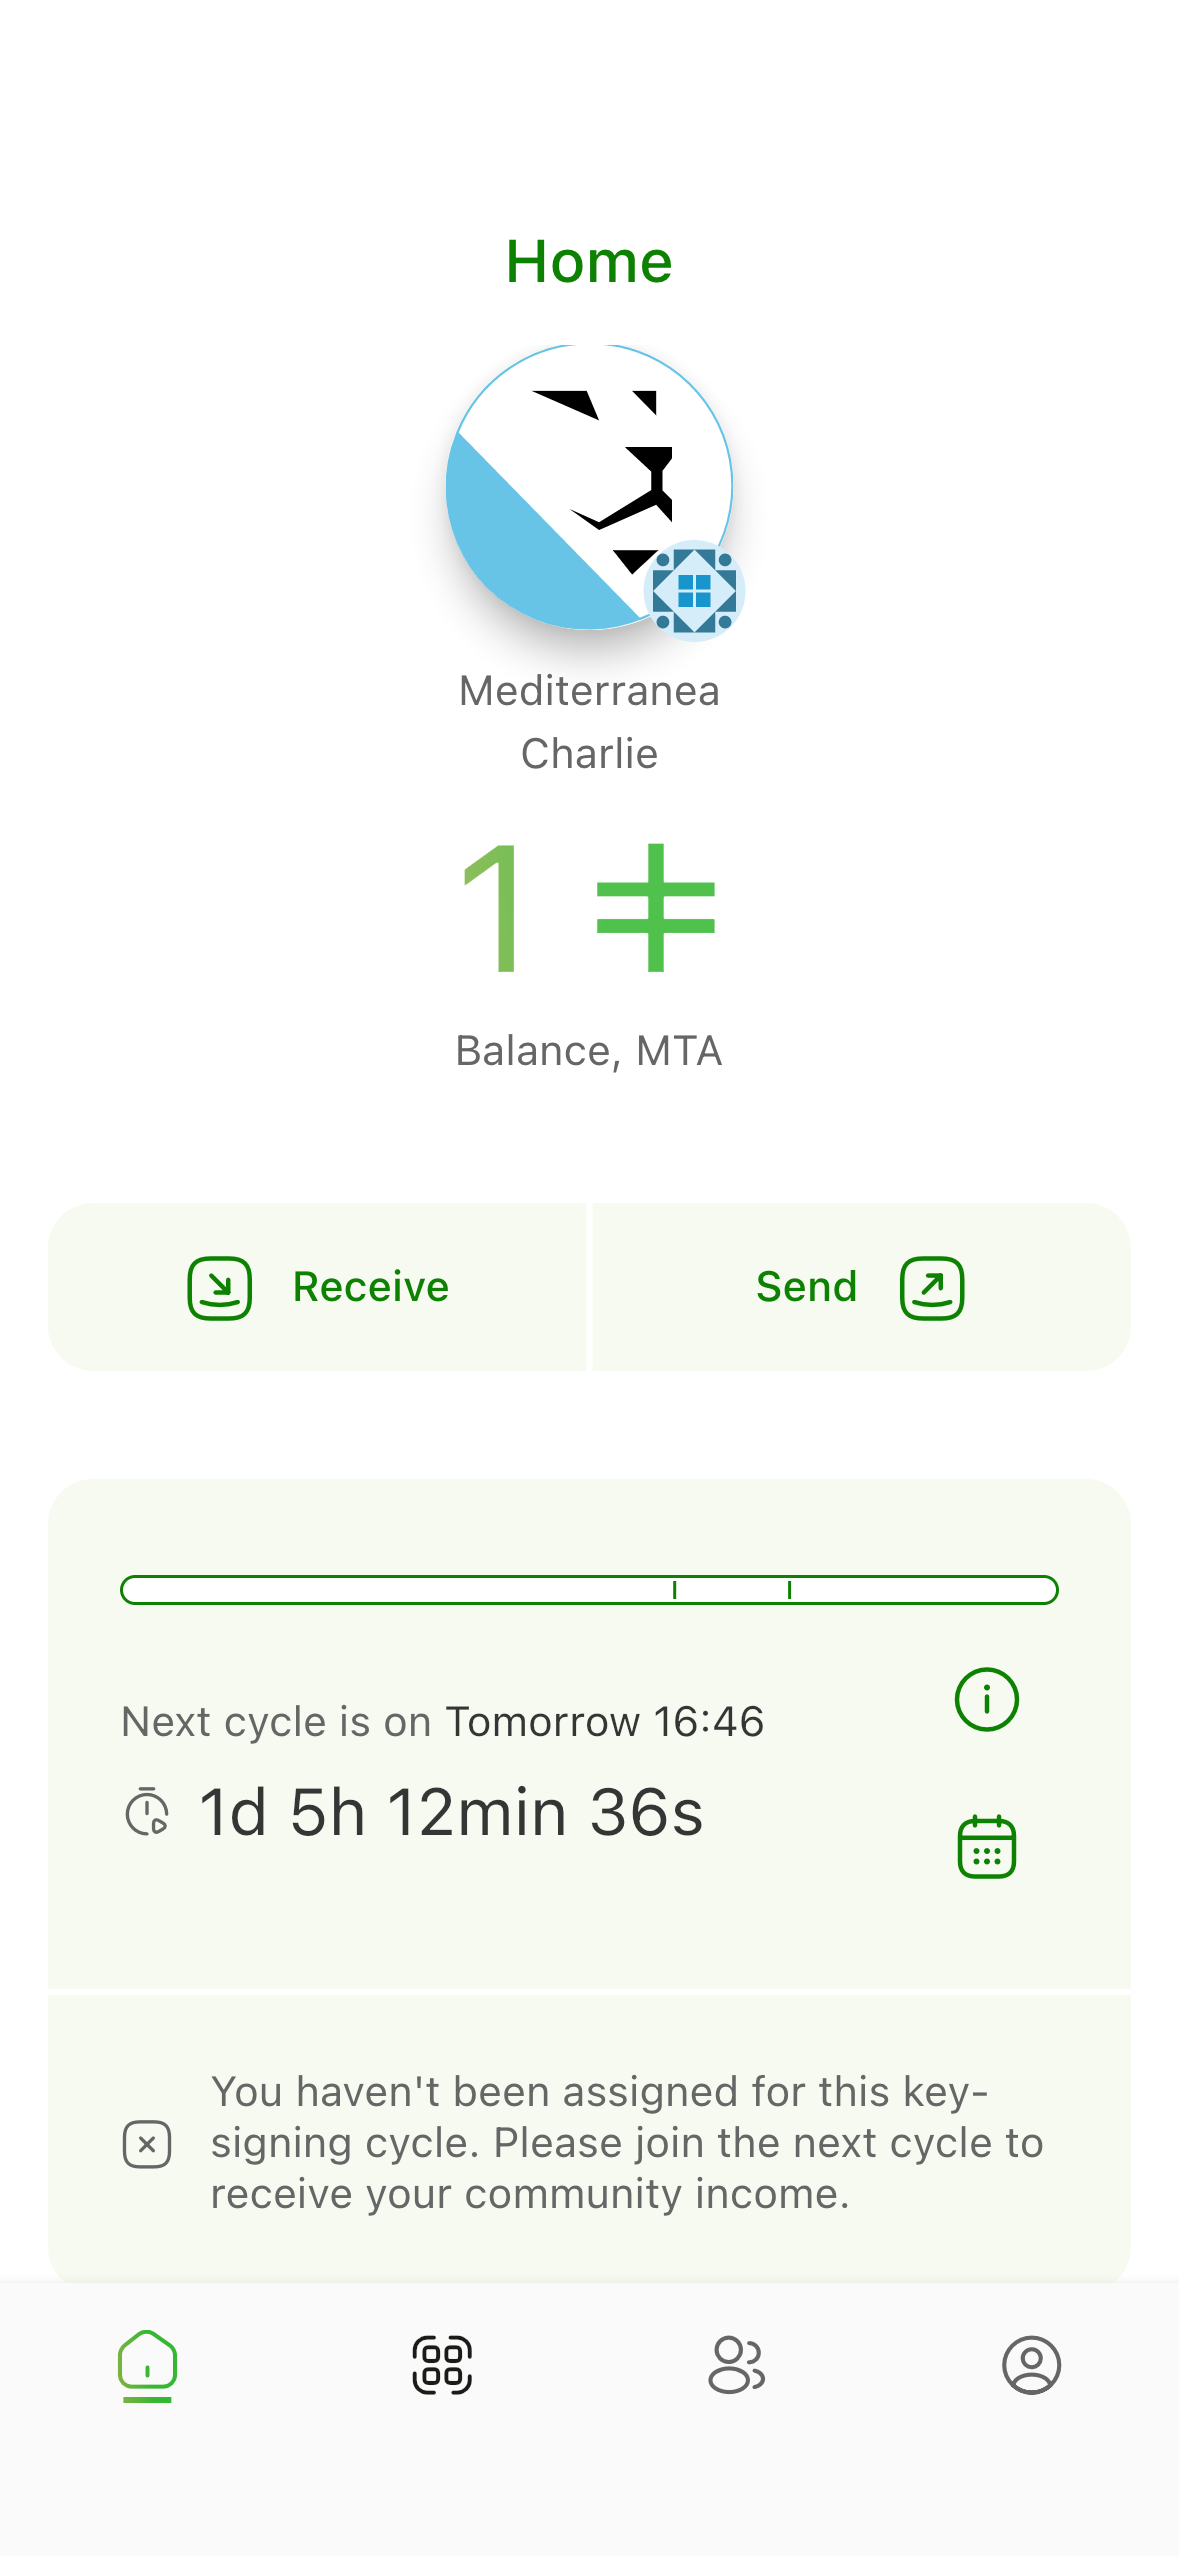 Home
Mediterranea
Charlie
1 ␩
Balance, MTA
Receive
Send
Next cycle is on Tomorrow 16:46
1d 5h 12min 36s
You haven't been assigned for this key-
signing cycle. Please join the next cycle to
receive your community income.